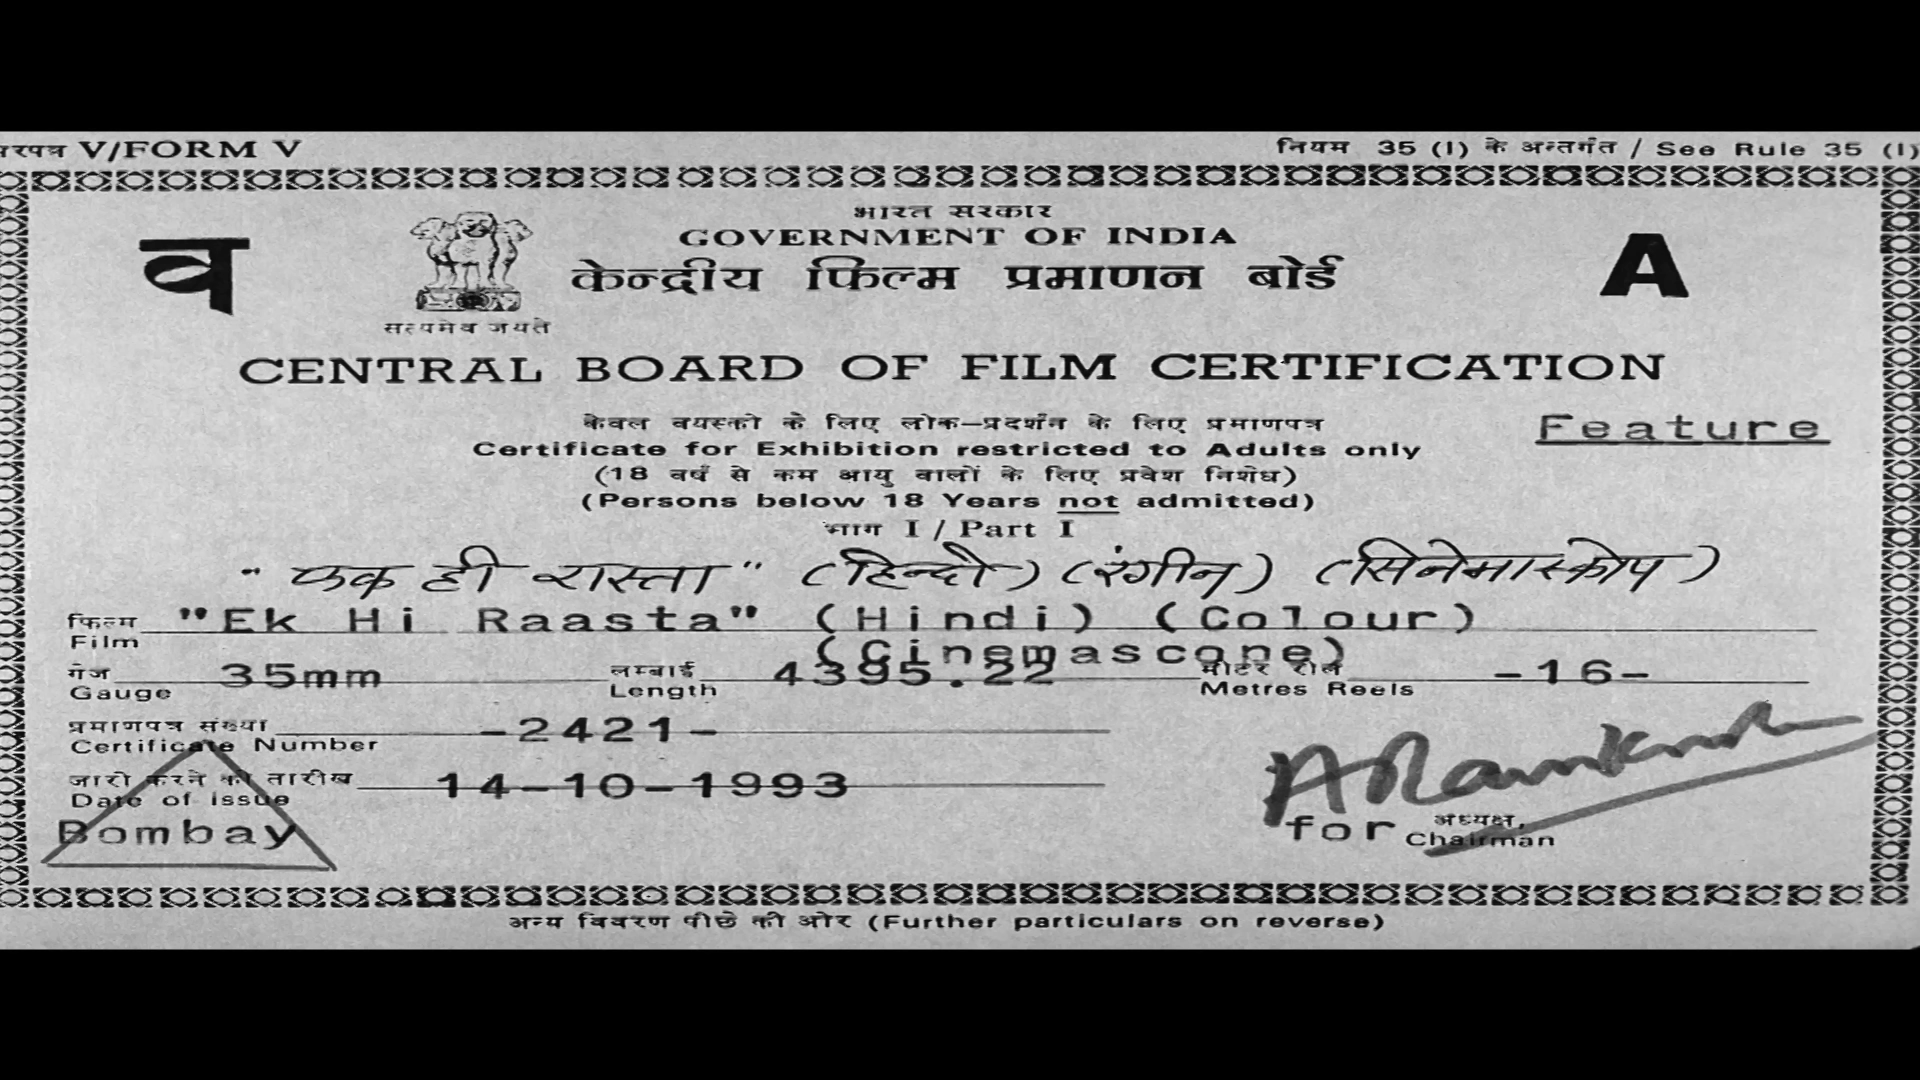 V/FORM V
नियम 35 (I) के अन्तर्गत / See Rule 35 (I)
भारत सरकार
GOVERNMENT OF INDIA
व
केन्द्रीय फिल्म प्रमाणन बोर्ड
A
सत्यमेव जयते
CENTRAL BOARD OF FILM CERTIFICATION
केवल वयस्को के लिए लोक-प्रदर्शन के लिए प्रमाणपत्र
Feature
Certificate for Exhibition restricted to Adults only
(18 वर्ष से कम आयु वालों के लिए प्रवेश निशेध)
(Persons below 18 Years not admitted)
भाग I / Part I
"एक ही रास्ता" (हिन्दी) (रंगीन) (सिनेमास्कोप)
फिल्म "Ek Hi Raasta" (Hindi) (Colour)
Film
(Cinemascope)
गेज 35mm लम्बाई 4395.22 मीटर रील -16-
Gauge Length Metres Reels
प्रमाणपत्र संख्या -2421-
Certificate Number
जारी करने की तारीख 14-10-1993
Date of issue
Bombay
for अध्यक्ष,
Chairman
अन्य विवरण पीछे की ओर (Further particulars on reverse)